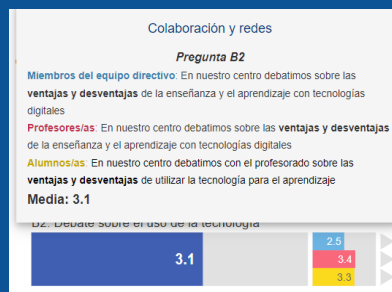 Colaboración y redes
Pregunta B2
Miembros del equipo directivo: En nuestro centro debatimos sobre las
ventajas y desventajas de la enseñanza y el aprendizaje con tecnologías
digitales
Profesores/as: En nuestro centro debatimos sobre las ventajas y desventajas
de la enseñanza y el aprendizaje con tecnologías digitales
Alumnos/as: En nuestro centro debatimos con el profesorado sobre las
ventajas y desventajas de utilizar la tecnología para el aprendizaje
Media: 3.1
B2. Debate sobre el uso de la tecnología
3.1
2.5
3.4
3.3